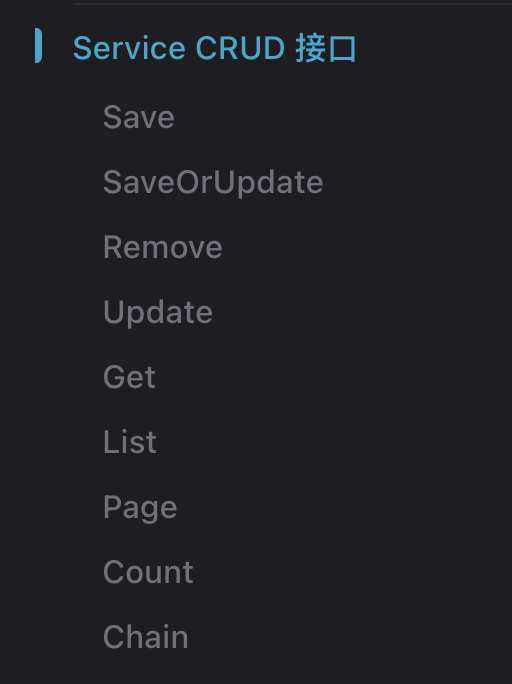 Service CRUD 接口
Save
SaveOrUpdate
Remove
Update
Get
List
Page
Count
Chain